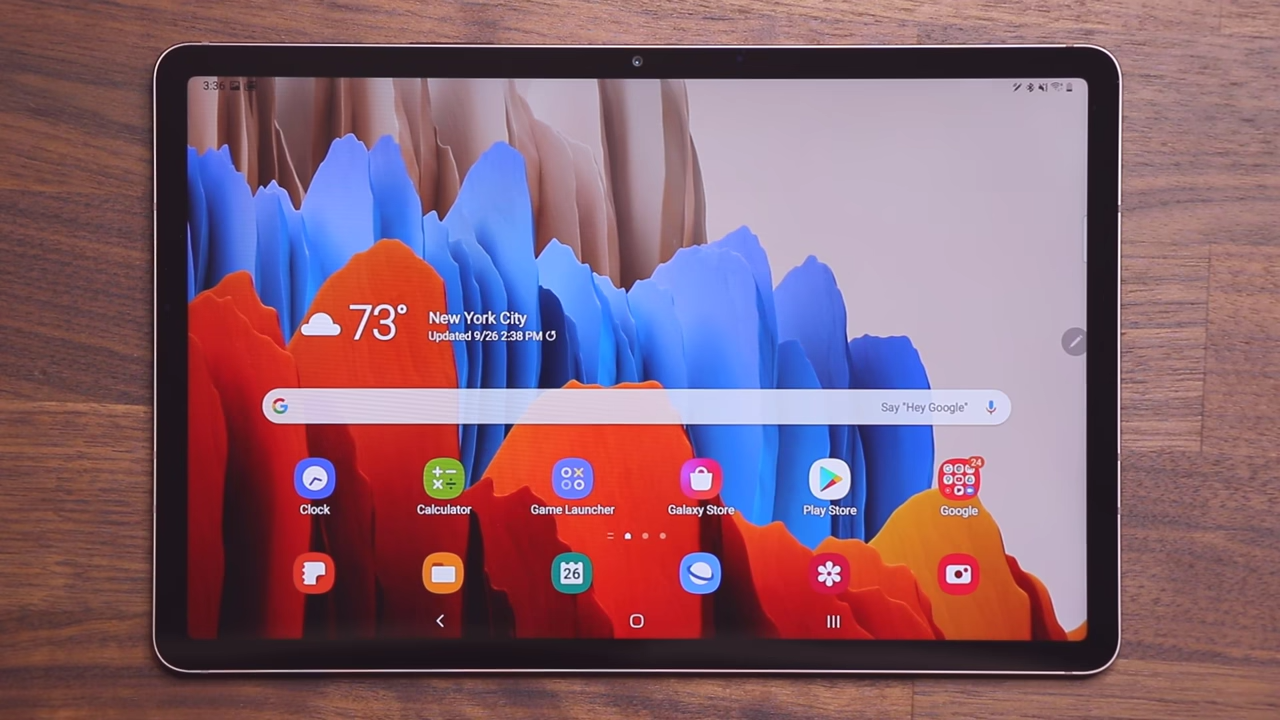 3:36
73°
New York City
Updated 9/26 2:38 PM
G
Say "Hey Google"
24
Clock
Calculator
Game Launcher
Galaxy Store
Play Store
Google
26